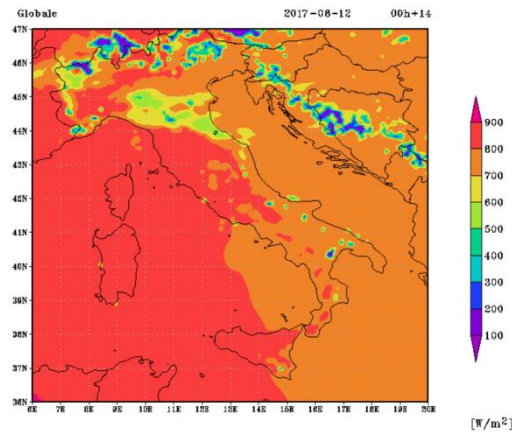 Globale 2017-06-12 00h+14
47N
46N
45N
44N
43N
42N
41N
40N
39N
38N
37N
36N
6E 7E 8E 9E 10E 11E 12E 13E 14E 15E 16E 17E 18E 19E 20E
900
800
700
600
500
400
300
200
100
[W/m²]